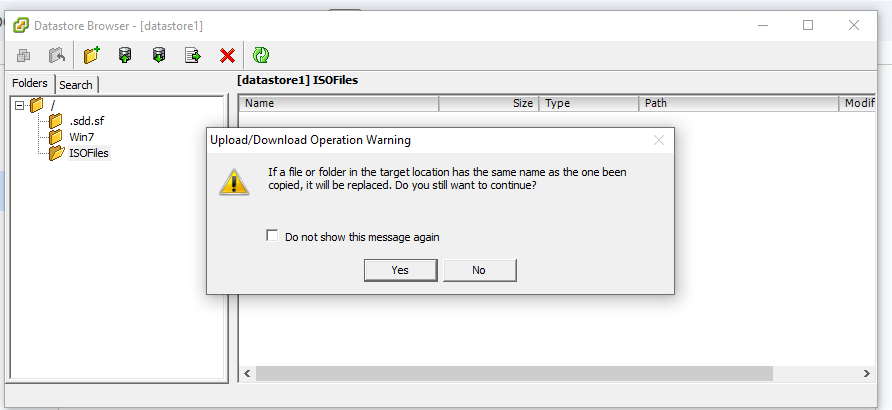 Datastore Browser - [datastore1]
Folders
Search
[datastore1] ISOFiles
/
.sdd.sf
Win7
ISOFiles
Name
Size
Type
Path
Modif
Upload/Download Operation Warning
If a file or folder in the target location has the same name as the one been
copied, it will be replaced. Do you still want to continue?
Do not show this message again
Yes
No